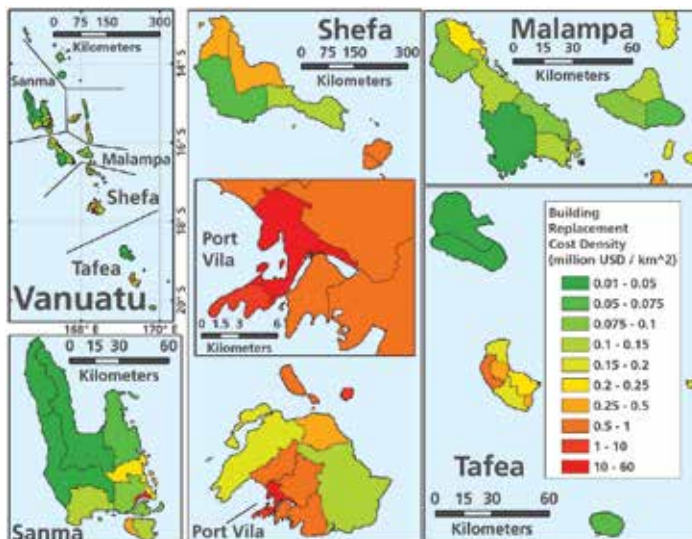 0 75 150 300
Kilometers
14° S
Sanma
16° S
Malampa
Shefa
18° S
Tafea
Vanuatu
20° S
168° E 170° E
Shefa
0 75 150 300
Kilometers
Port
Vila
0 1.5 3 6
Kilometers
Port Vila
Malampa
0 15 30 60
Kilometers
Building
Replacement
Cost Density
(million USD / km^2)
0.01 - 0.05
0.05 - 0.075
0.075 - 0.1
0.1 - 0.15
0.15 - 0.2
0.2 - 0.25
0.25 - 0.5
0.5 - 1
1 - 10
10 - 60
Tafea
0 15 30 60
Kilometers
0 15 30 60
Kilometers
Sanma